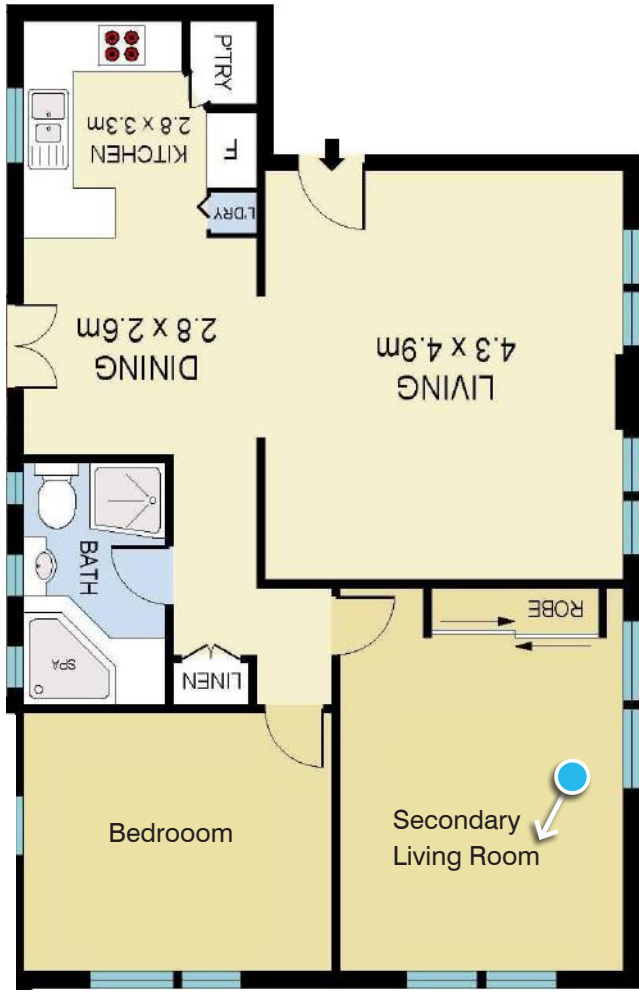 P'TRY
KITCHEN
2.8 x 3.3m
F
L'DRY
DINING
2.8 x 2.6m
LIVING
4.3 x 4.9m
BATH
SPA
LINEN
ROBE
Bedrooom
Secondary
Living Room